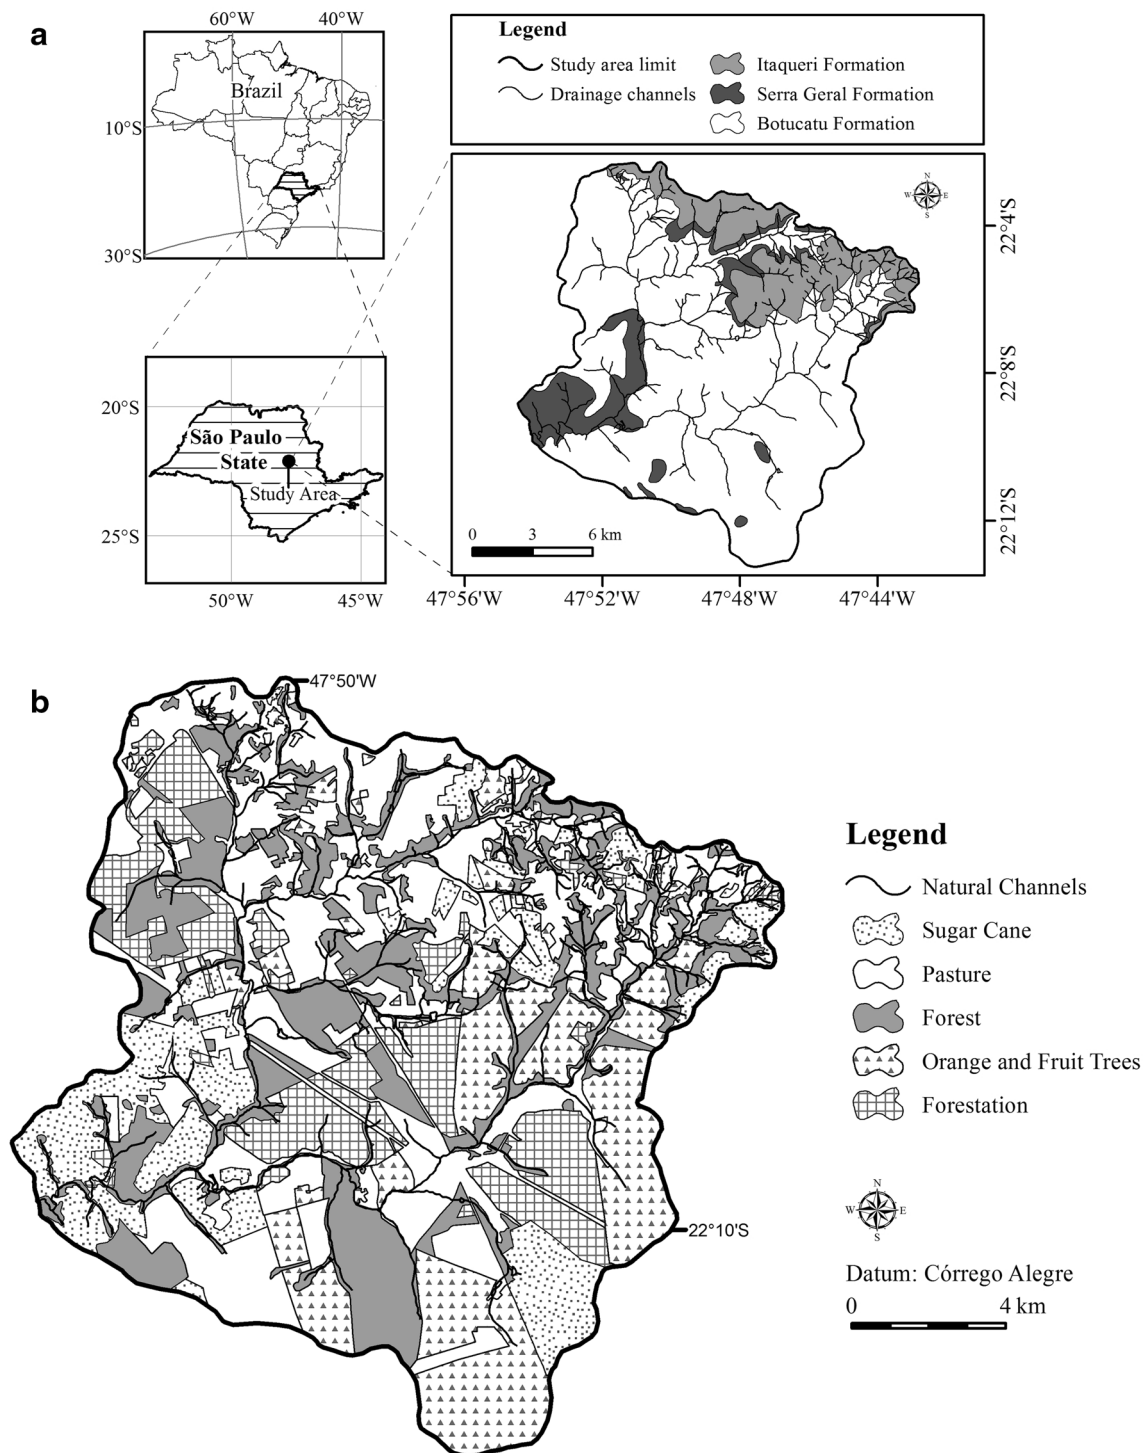 a
60°W 40°W
Brazil
10°S
30°S
Legend
Study area limit
Drainage channels
Itaqueri Formation
Serra Geral Formation
Botucatu Formation
N
W E
S
22°4'S
22°8'S
22°12'S
0 3 6 km
47°56'W 47°52'W 47°48'W 47°44'W
20°S
São Paulo
State
Study Area
25°S
50°W 45°W
b
47°50'W
22°10'S
Legend
Natural Channels
Sugar Cane
Pasture
Forest
Orange and Fruit Trees
Forestation
N
W E
S
Datum: Córrego Alegre
0 4 km